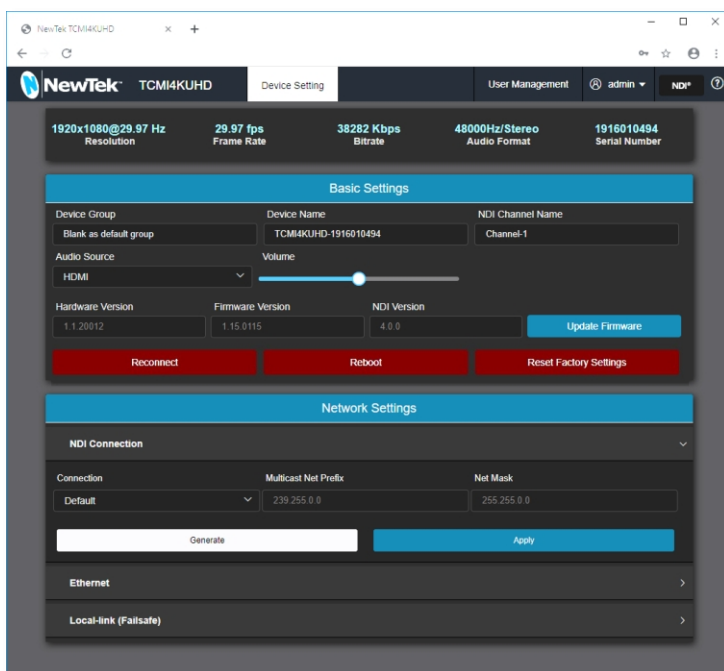 NewTek TCMI4KUHD
NewTek TCMI4KUHD Device Setting User Management admin NDI®
1920x1080@29.97 Hz 29.97 fps 38282 Kbps 48000Hz/Stereo 1916010494
Resolution Frame Rate Bitrate Audio Format Serial Number
Basic Settings
Device Group Device Name NDI Channel Name
Blank as default group TCMI4KUHD-1916010494 Channel-1
Audio Source Volume
HDMI
Hardware Version Firmware Version NDI Version
1.1.20012 1.15.0115 4.0.0 Update Firmware
Reconnect Reboot Reset Factory Settings
Network Settings
NDI Connection
Connection Multicast Net Prefix Net Mask
Default 239.255.0.0 255.255.0.0
Generate Apply
Ethernet
Local-link (Failsafe)